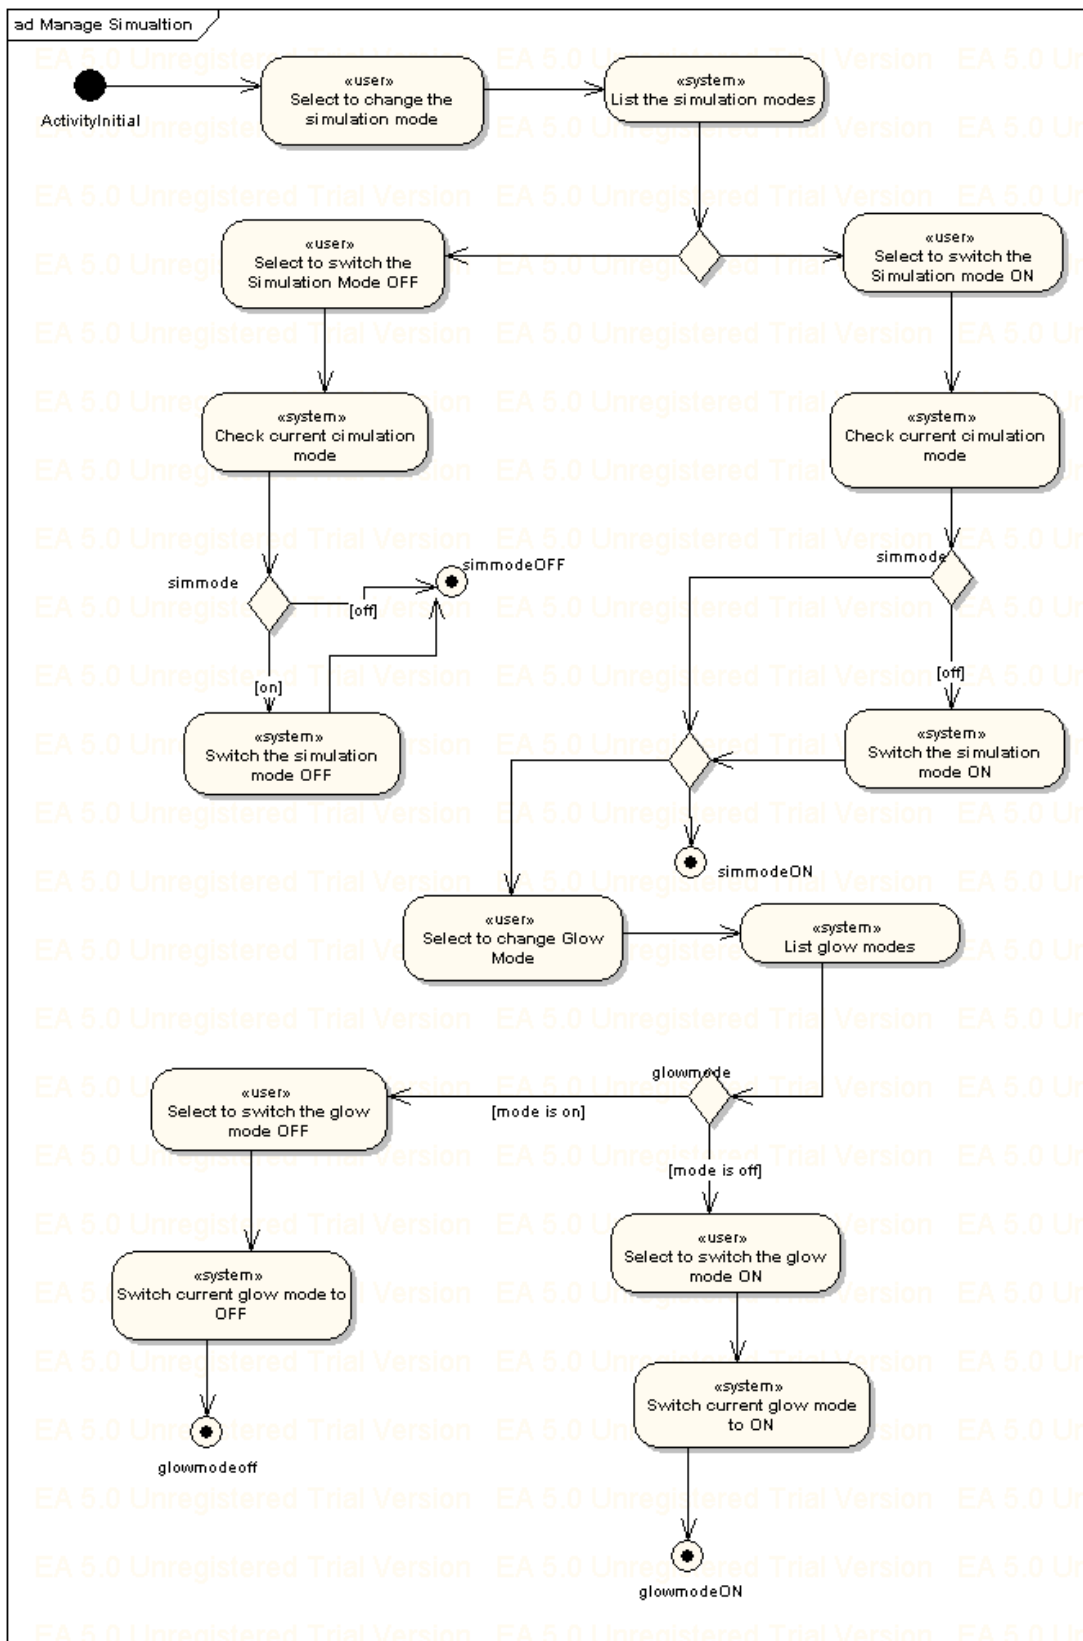 ad Manage Simualtion
ActivityInitial
«user»
Select to change the
simulation mode
«system»
List the simulation modes
«user»
Select to switch the
Simulation Mode OFF
«user»
Select to switch the
Simulation mode ON
«system»
Check current cimulation
mode
«system»
Check current cimulation
mode
simmode
simmodeOFF
[off]
simmode
[on]
[off]
«system»
Switch the simulation
mode OFF
«system»
Switch the simulation
mode ON
simmodeON
«user»
Select to change Glow
Mode
«system»
List glow modes
glowmode
[mode is on]
«user»
Select to switch the glow
mode OFF
[mode is off]
«user»
Select to switch the glow
mode ON
«system»
Switch current glow mode to
OFF
«system»
Switch current glow mode
to ON
glowmodeoff
glowmodeON
EA 5.0 Unregistered Trial Version